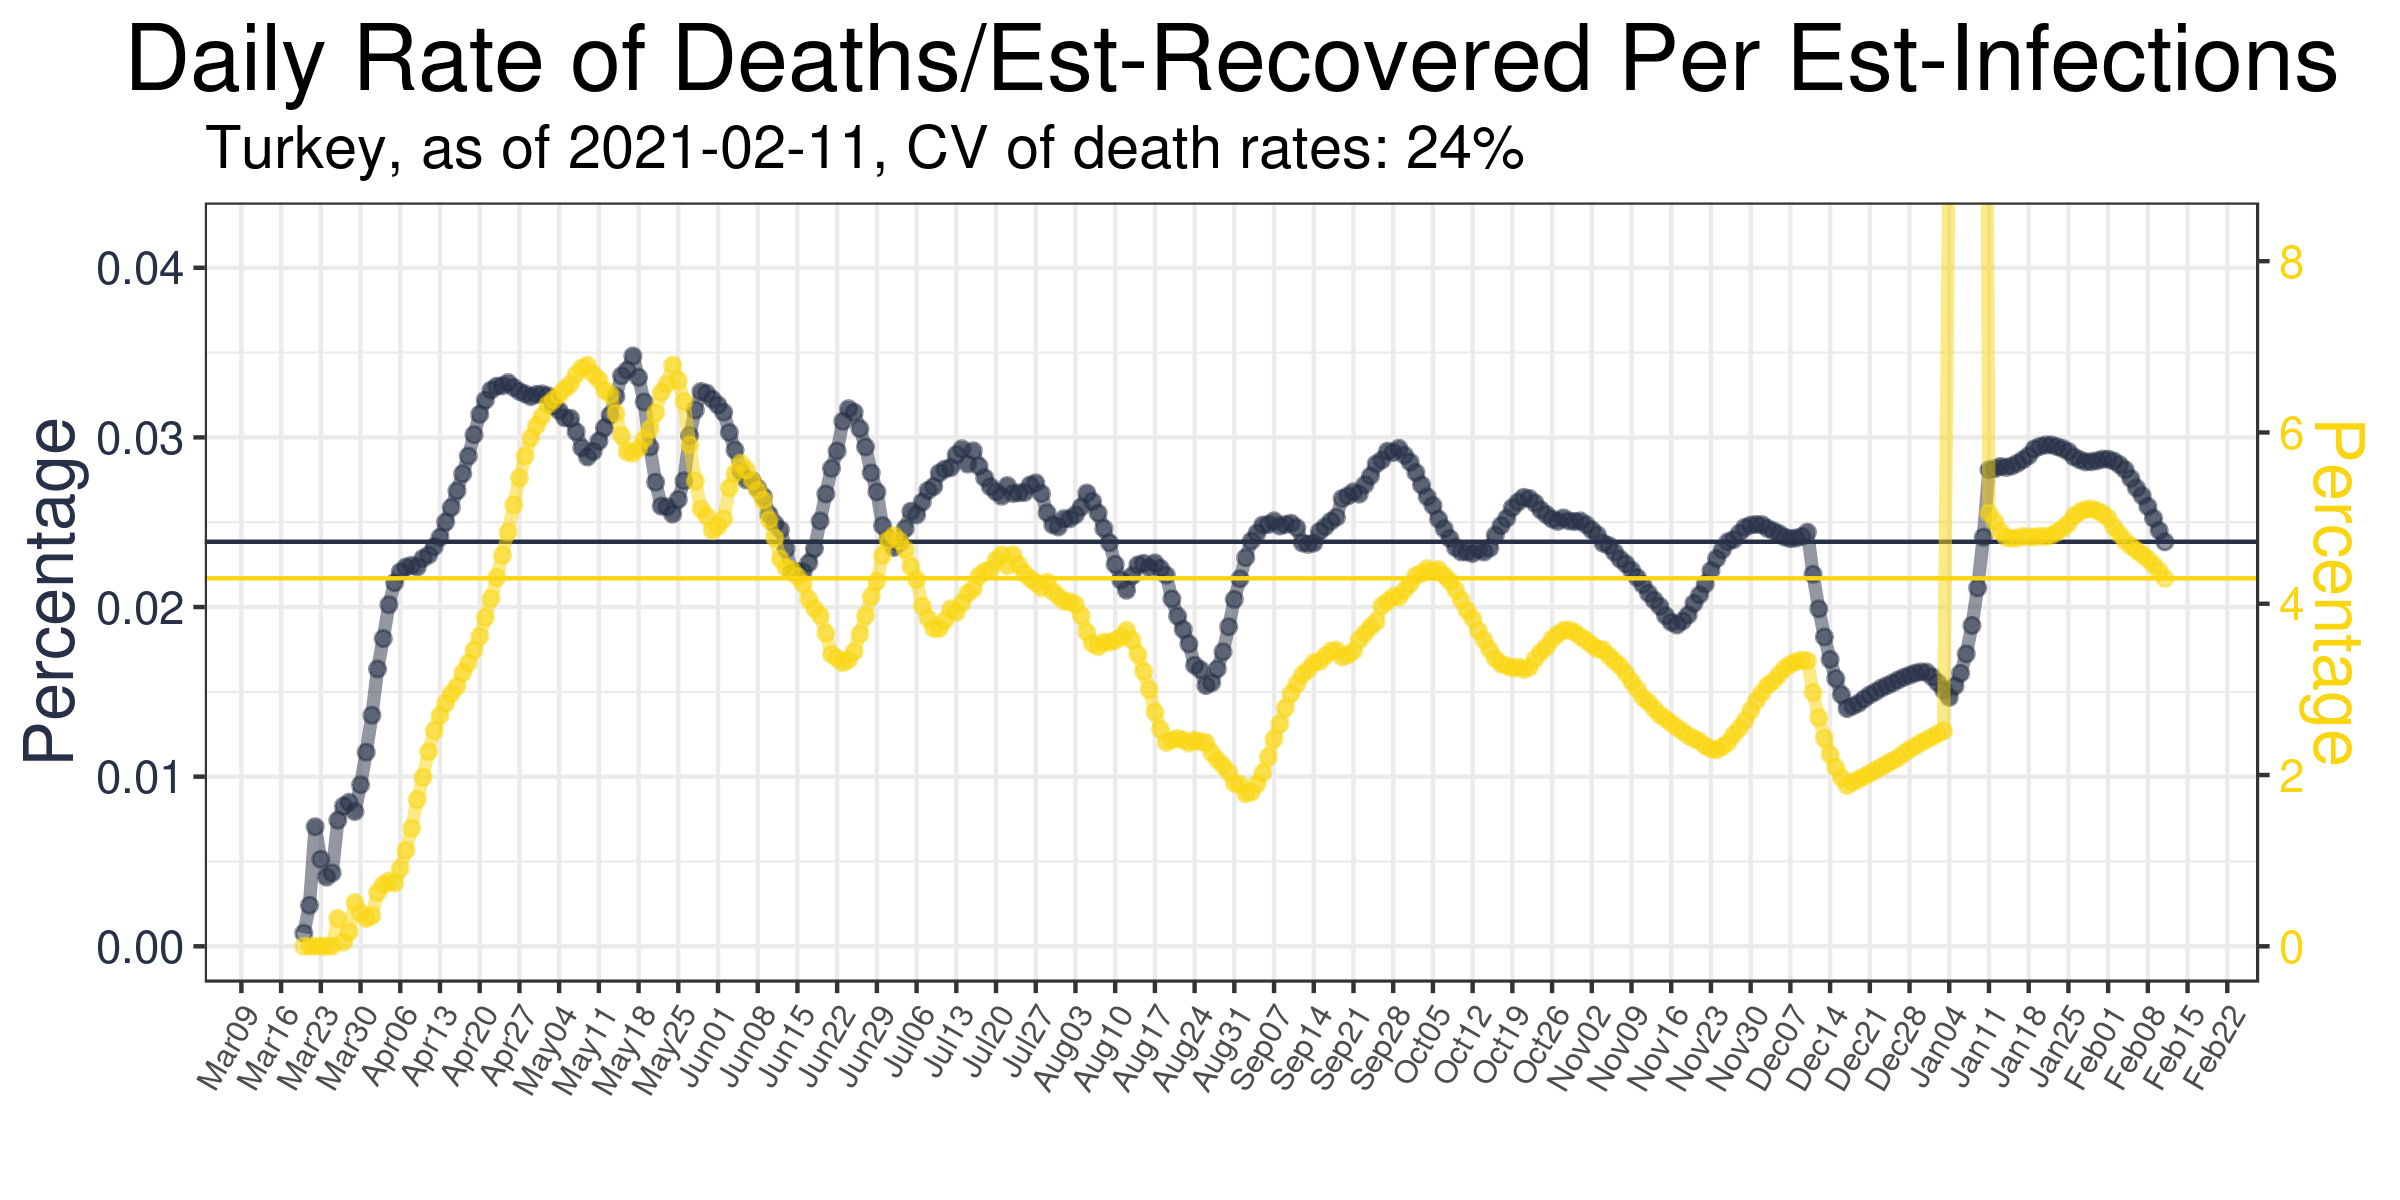 Daily Rate of Deaths/Est-Recovered Per Est-Infections
Turkey, as of 2021-02-11, CV of death rates: 24%
Percentage
0.04
0.03
0.02
0.01
0.00
8
6
4
2
0
Percentage
Mar09 Mar16 Mar23 Mar30 Apr06 Apr13 Apr20 Apr27 May04 May11 May18 May25 Jun01 Jun08 Jun15 Jun22 Jun29 Jul06 Jul13 Jul20 Jul27 Aug03 Aug10 Aug17 Aug24 Aug31 Sep07 Sep14 Sep21 Sep28 Oct05 Oct12 Oct19 Oct26 Nov02 Nov09 Nov16 Nov23 Nov30 Dec07 Dec14 Dec21 Dec28 Jan04 Jan11 Jan18 Jan25 Feb01 Feb08 Feb15 Feb22